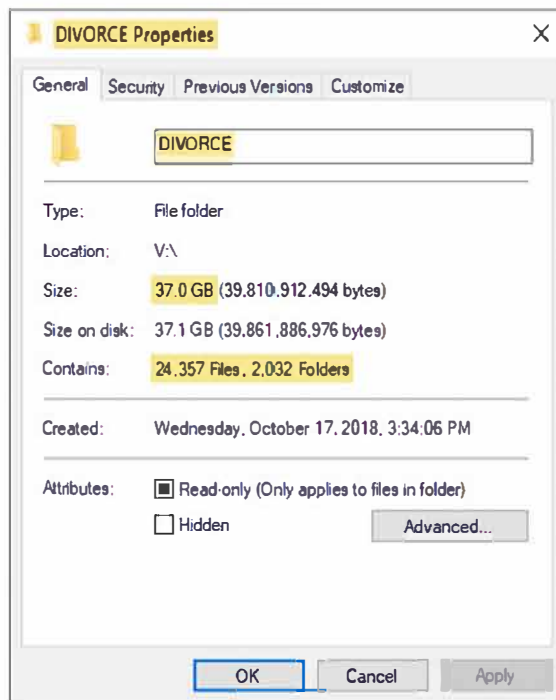 DIVORCE Properties
General Security Previous Versions Customize
DIVORCE
Type: File folder
Location: V:\
Size: 37.0 GB (39,810,912,494 bytes)
Size on disk: 37.1 GB (39,861,886,976 bytes)
Contains: 24,357 Files, 2,032 Folders
Created: Wednesday, October 17, 2018, 3:34:06 PM
Attributes: Read-only (Only applies to files in folder)
Hidden
Advanced...
OK Cancel Apply